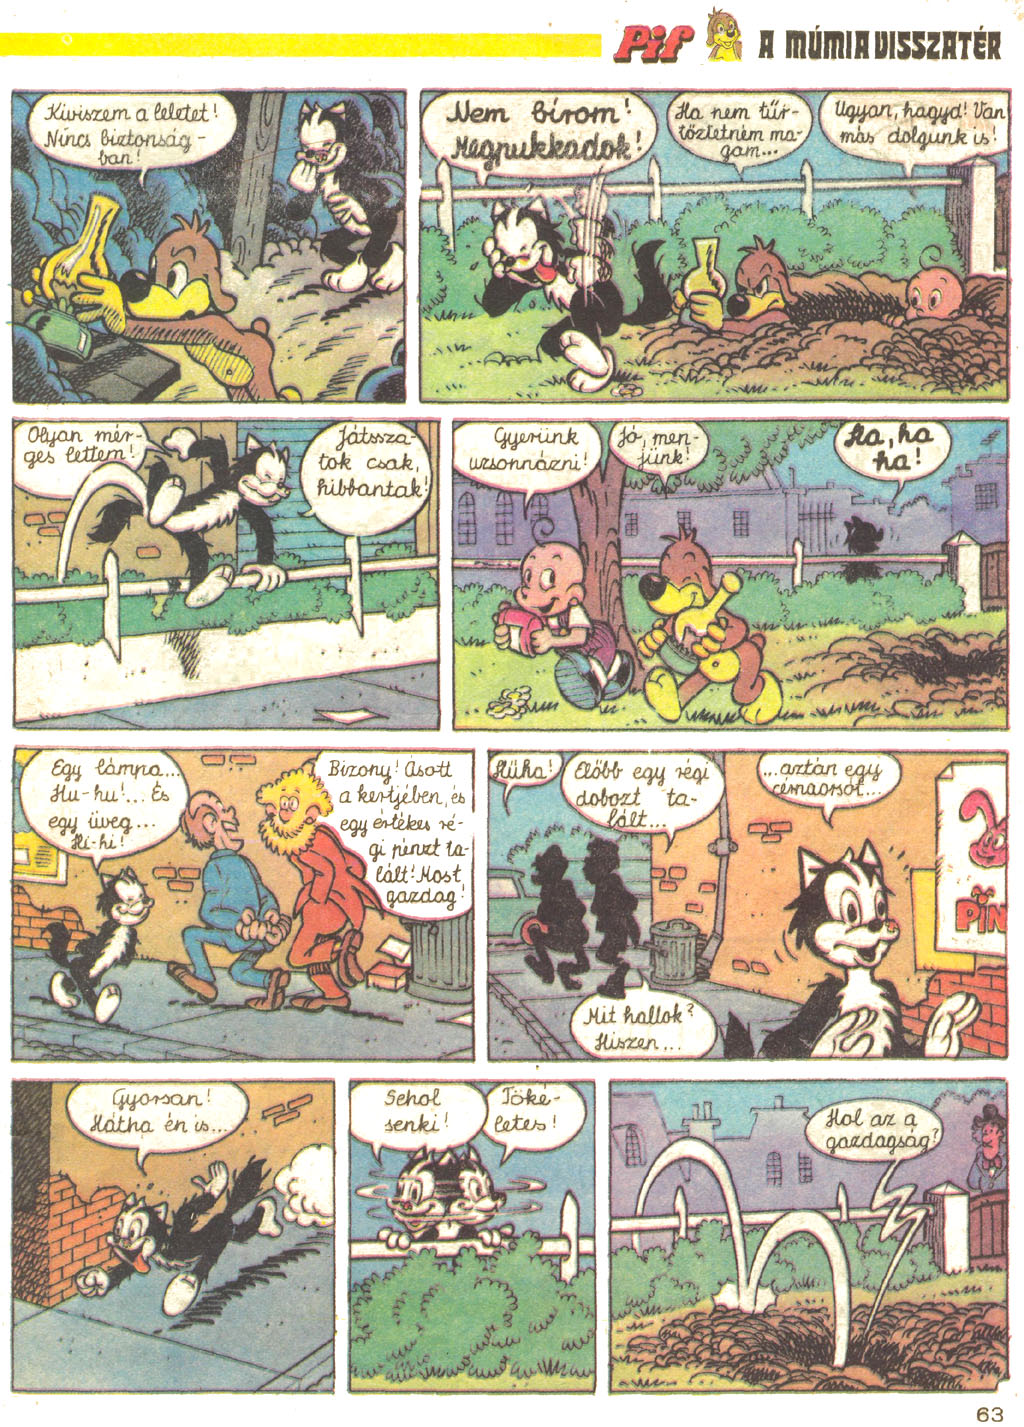 Pif A MÚMIA VISSZATÉR
Kiviszem a leletet!
Nincs biztonság-
ban!
Nem bírom!
Megpukkadok!
Ha nem tűr-
tőztetném ma-
gam...
Ugyan, hagyd! Van
más dolgunk is!
Olyan mér-
ges lettem!
Játssza-
tok csak,
hibbantak!
Gyerünk
uzsonnázni!
Jó, men-
jünk!
Ha, ha
ha!
Egy lámpa...
Hu-hu!... És
egy üveg...
Hi-hi!
Bizony! Ásott
a kertjében, és
egy értékes ré-
gi pénzt ta-
lált! Most
gazdag!
Hűha!
Előbb egy régi
dobozt ta-
lált...
...aztán egy
cérnaorsót...
PIN
Mit hallok?
Hiszen...
Gyorsan!
Hátha én is...
Sehol
senki!
Töké-
letes!
Hol az a
gazdagság?
63